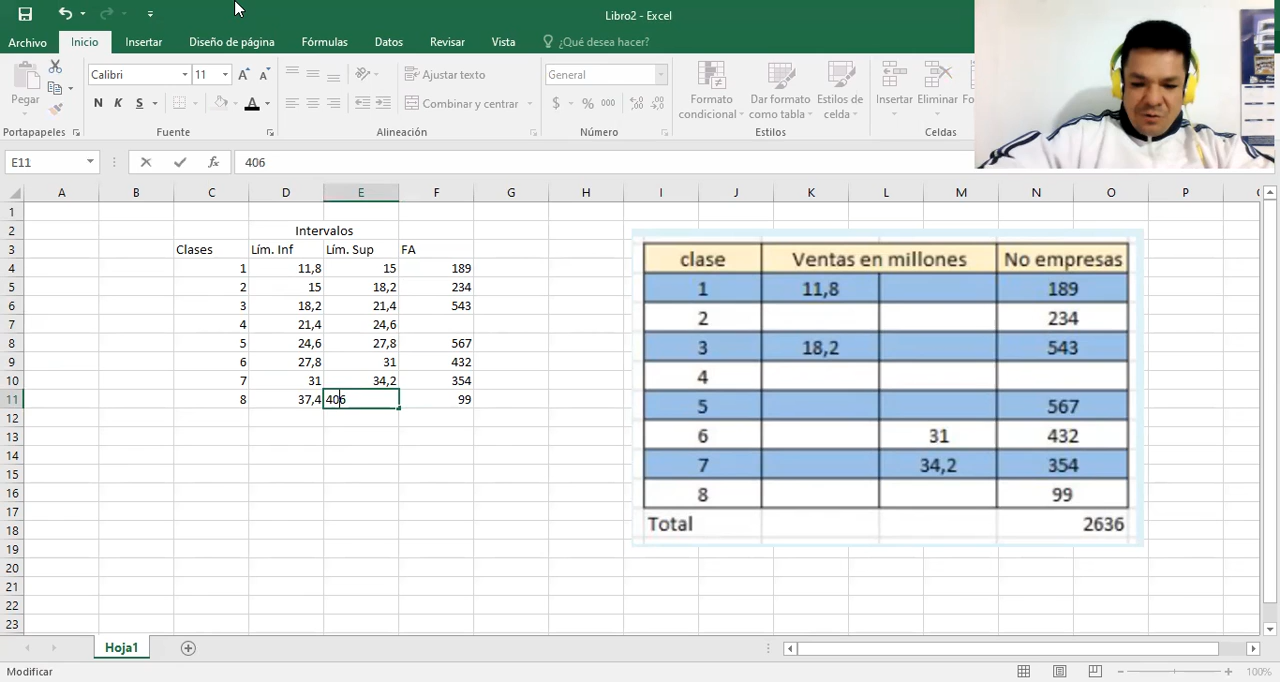 Libro2 - Excel
Archivo Inicio Insertar Diseño de página Fórmulas Datos Revisar Vista ¿Qué desea hacer?
Pegar Calibri 11 Ajustar texto General
N K S Combinar y centrar $ % 000 Formato condicional Dar formato como tabla Estilos de celda Insertar Eliminar
Portapapeles Fuente Alineación Número Estilos Celdas
E11 fx 406
A B C D E F G H I J K L M N O P
1
2 Intervalos
3 Clases Lím. Inf Lím. Sup FA
4 1 11,8 15 189
5 2 15 18,2 234
6 3 18,2 21,4 543
7 4 21,4 24,6
8 5 24,6 27,8 567
9 6 27,8 31 432
10 7 31 34,2 354
11 8 37,4 406 99
12
13
14
15
16
17
18
19
20
21
22
23
clase Ventas en millones No empresas
1 11,8 189
2 234
3 18,2 543
4
5 567
6 31 432
7 34,2 354
8 99
Total 2636
Hoja1
Modificar 100%